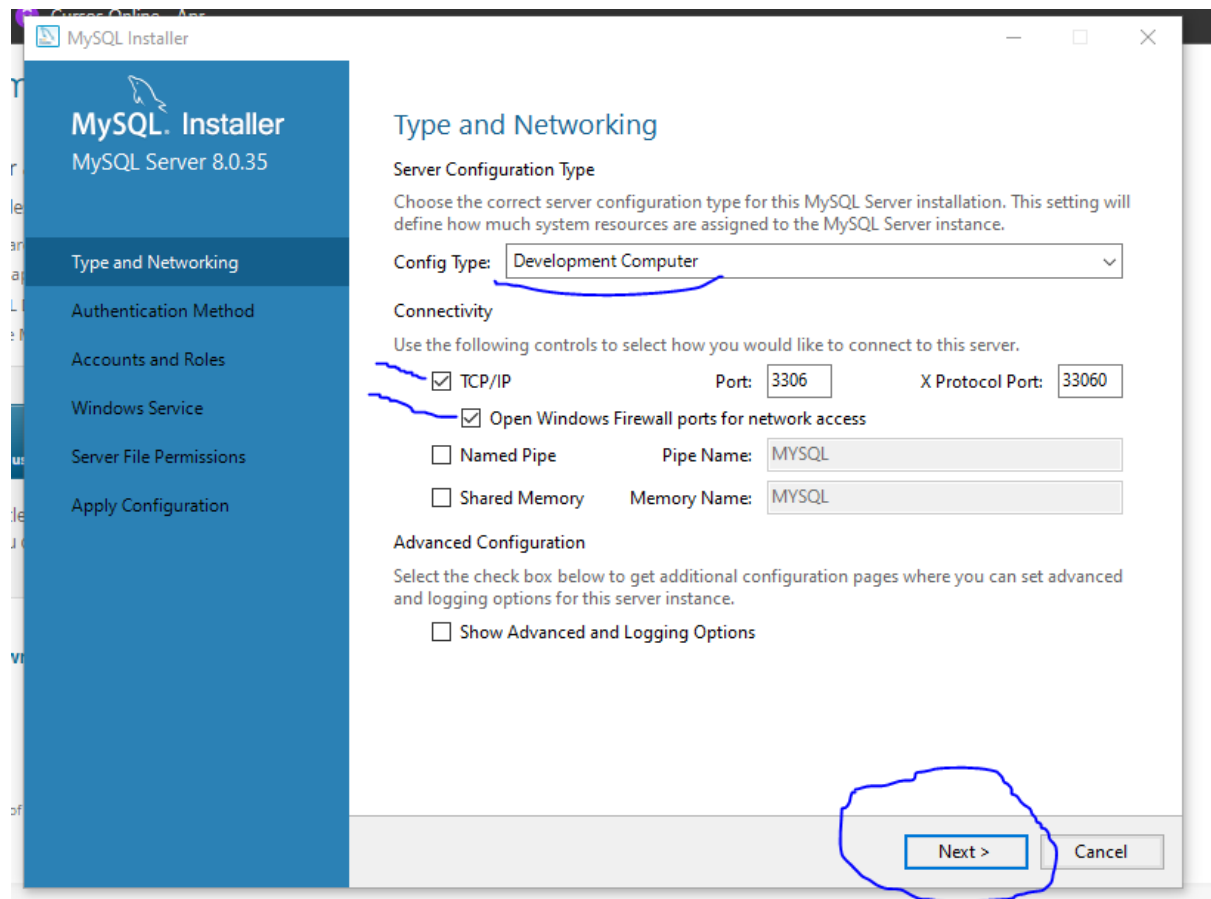 Cursos Online - Apr
MySQL Installer
MySQL. Installer
MySQL Server 8.0.35
Type and Networking
Authentication Method
Accounts and Roles
Windows Service
Server File Permissions
Apply Configuration
Type and Networking
Server Configuration Type
Choose the correct server configuration type for this MySQL Server installation. This setting will
define how much system resources are assigned to the MySQL Server instance.
Config Type: Development Computer
Connectivity
Use the following controls to select how you would like to connect to this server.
TCP/IP Port: 3306 X Protocol Port: 33060
Open Windows Firewall ports for network access
Named Pipe Pipe Name: MYSQL
Shared Memory Memory Name: MYSQL
Advanced Configuration
Select the check box below to get additional configuration pages where you can set advanced
and logging options for this server instance.
Show Advanced and Logging Options
Next > Cancel